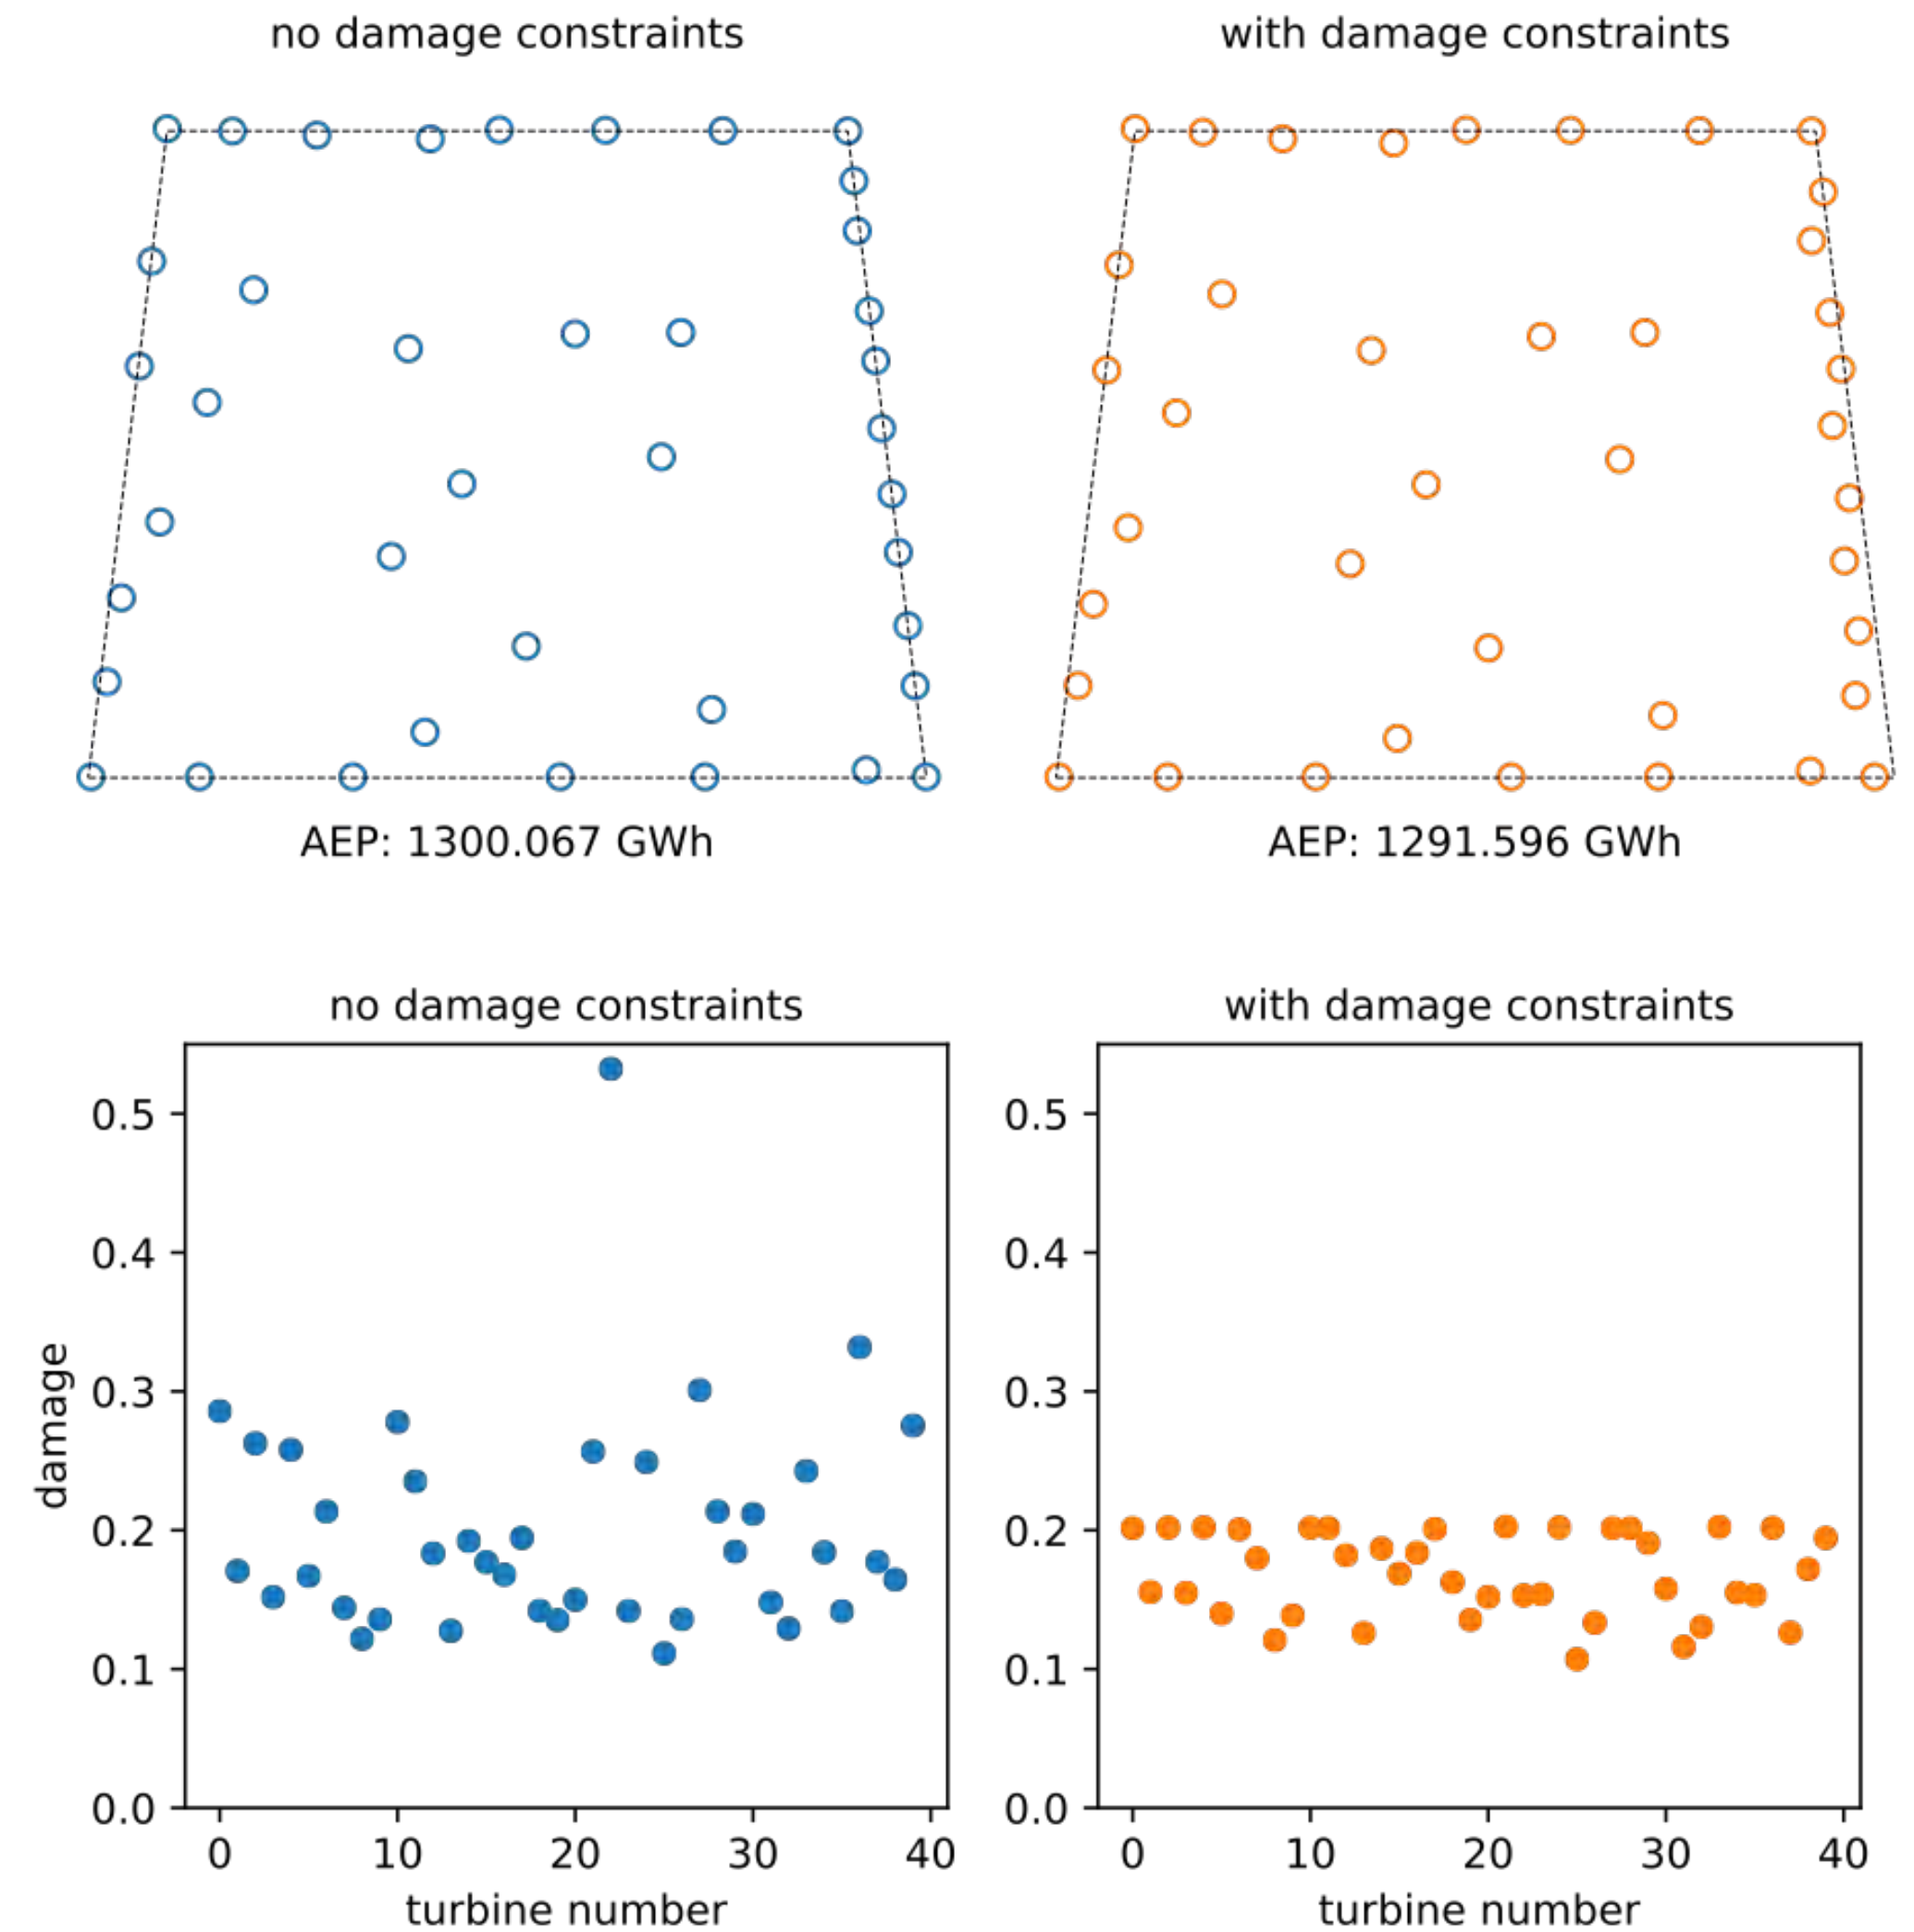 no damage constraints
with damage constraints
AEP: 1300.067 GWh
AEP: 1291.596 GWh
no damage constraints
with damage constraints
damage
0.5
0.4
0.3
0.2
0.1
0.0
0 10 20 30 40
turbine number
0.5
0.4
0.3
0.2
0.1
0.0
0 10 20 30 40
turbine number